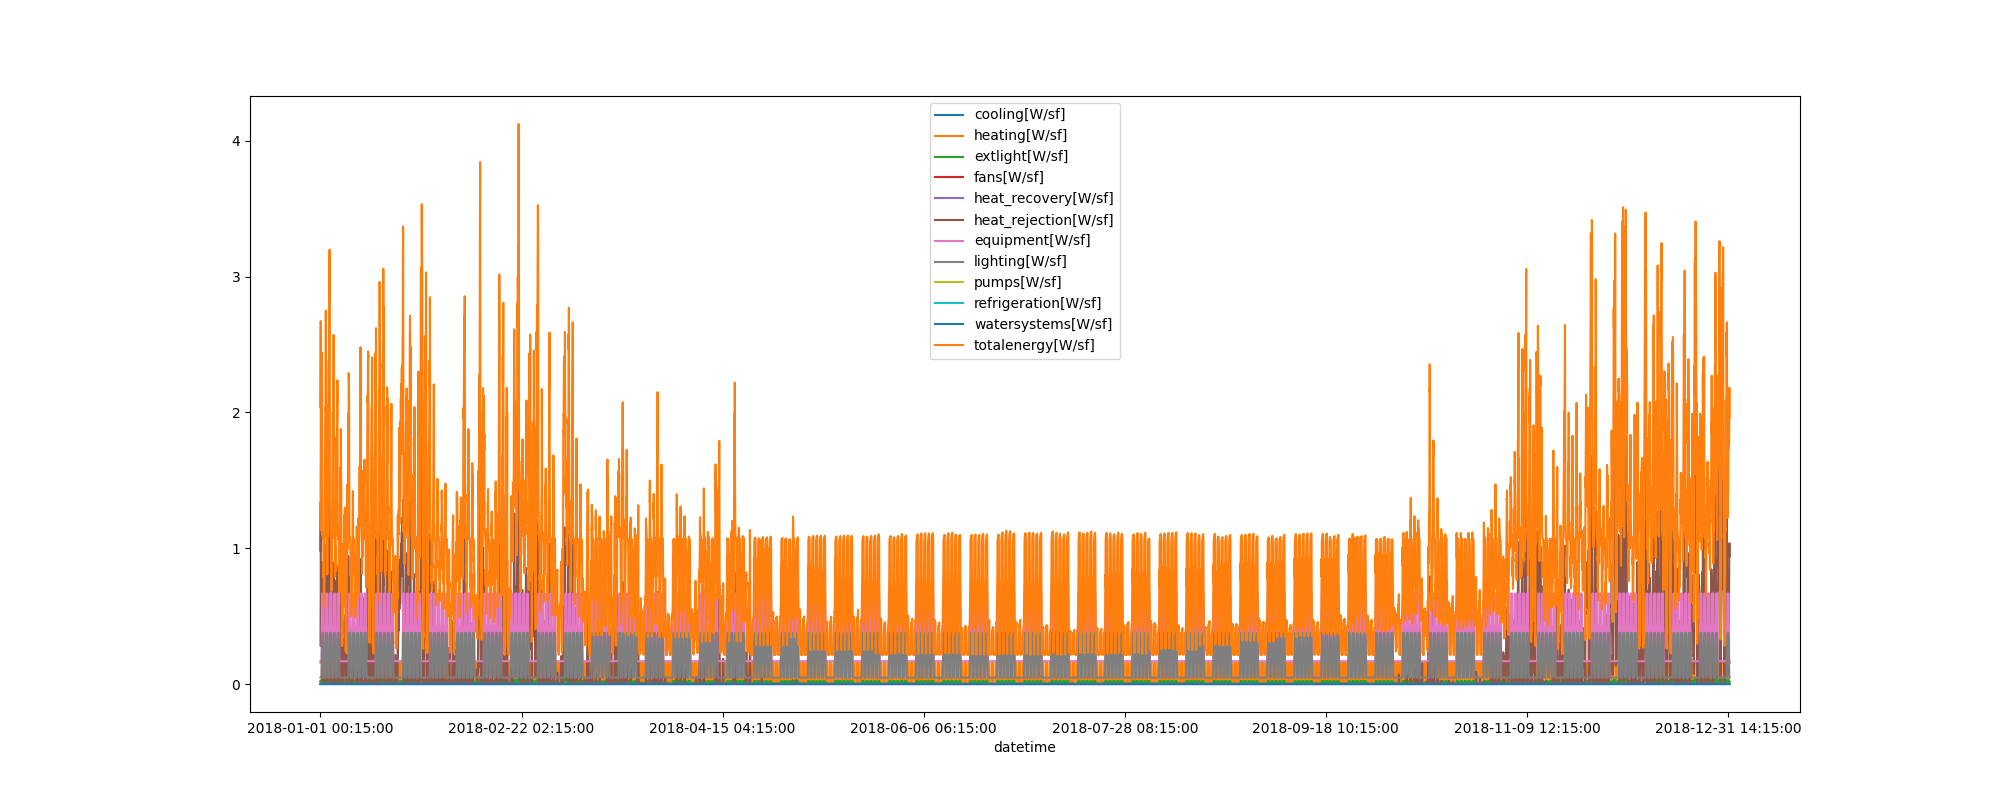 4
3
2
1
0
cooling[W/sf]
heating[W/sf]
extlight[W/sf]
fans[W/sf]
heat_recovery[W/sf]
heat_rejection[W/sf]
equipment[W/sf]
lighting[W/sf]
pumps[W/sf]
refrigeration[W/sf]
watersystems[W/sf]
totalenergy[W/sf]
2018-01-01 00:15:00 2018-02-22 02:15:00 2018-04-15 04:15:00 2018-06-06 06:15:00 2018-07-28 08:15:00 2018-09-18 10:15:00 2018-11-09 12:15:00 2018-12-31 14:15:00
datetime